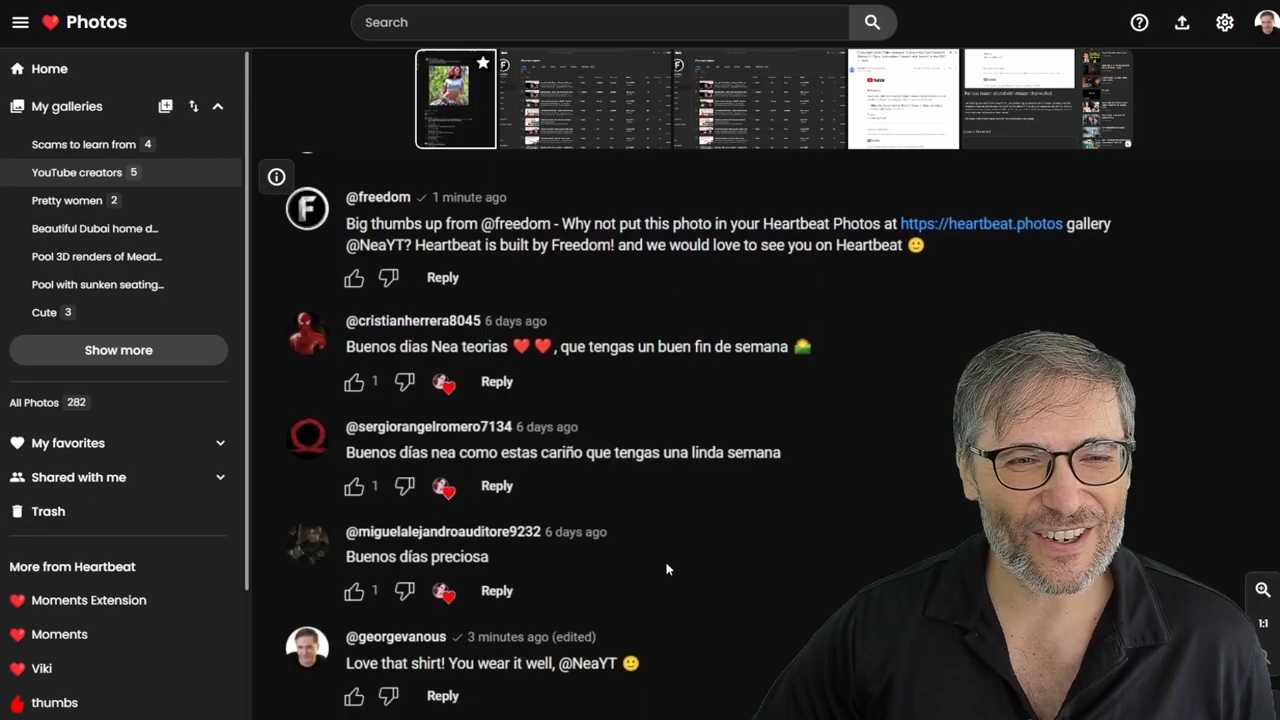 Photos
Search
Home
My galleries
Scenes to learn from 4
YouTube creators 5
Pretty women 2
Beautiful Dubai home d...
Pool 3D renders of Mead...
Pool with sunken seating...
Cute 3
Show more
All Photos 282
My favorites
Shared with me
Trash
More from Heartbeat
Moments Extension
Moments
Viki
thumbs
YouTube
F
@freedom 1 minute ago
Big thumbs up from @freedom - Why not put this photo in your Heartbeat Photos at https://heartbeat.photos gallery
@NeaYT? Heartbeat is built by Freedom! and we would love to see you on Heartbeat 🙂
Reply
@cristianherrera8045 6 days ago
Buenos dias Nea teorias ❤️ ❤️ , que tengas un buen fin de semana 🌄
1 Reply
@sergiorangelromero7134 6 days ago
Buenos días nea como estas cariño que tengas una linda semana
1 Reply
@miguelalejandroauditore9232 6 days ago
Buenos días preciosa
1 Reply
@georgevanous 3 minutes ago (edited)
Love that shirt! You wear it well, @NeaYT 🙂
Reply
1:1